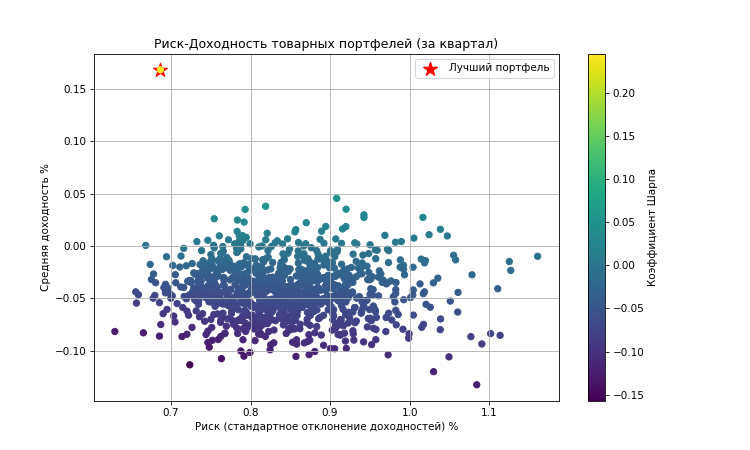 Риск-Доходность товарных портфелей (за квартал)
Лучший портфель
Средняя доходность %
0.15
0.10
0.05
0.00
−0.05
−0.10
0.7 0.8 0.9 1.0 1.1
Риск (стандартное отклонение доходностей) %
0.20
0.15
0.10
0.05
0.00
−0.05
−0.10
−0.15
Коэффициент Шарпа